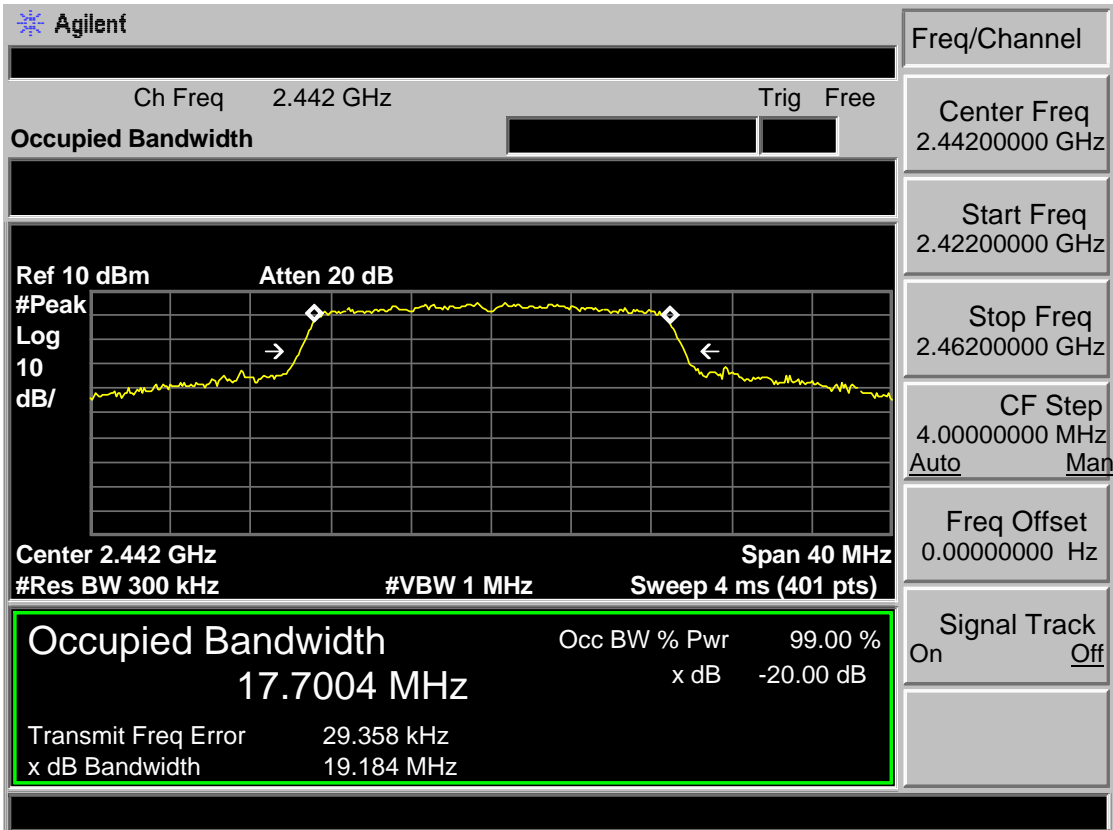 Agilent
Freq/Channel
Ch Freq 2.442 GHz Trig Free
Occupied Bandwidth
Center Freq
2.44200000 GHz
Start Freq
2.42200000 GHz
Stop Freq
2.46200000 GHz
CF Step
4.00000000 MHz
Auto Man
Freq Offset
0.00000000 Hz
Signal Track
On Off
Ref 10 dBm Atten 20 dB
#Peak
Log
10
dB/
Center 2.442 GHz Span 40 MHz
#Res BW 300 kHz #VBW 1 MHz Sweep 4 ms (401 pts)
Occupied Bandwidth Occ BW % Pwr 99.00 %
17.7004 MHz x dB -20.00 dB
Transmit Freq Error 29.358 kHz
x dB Bandwidth 19.184 MHz